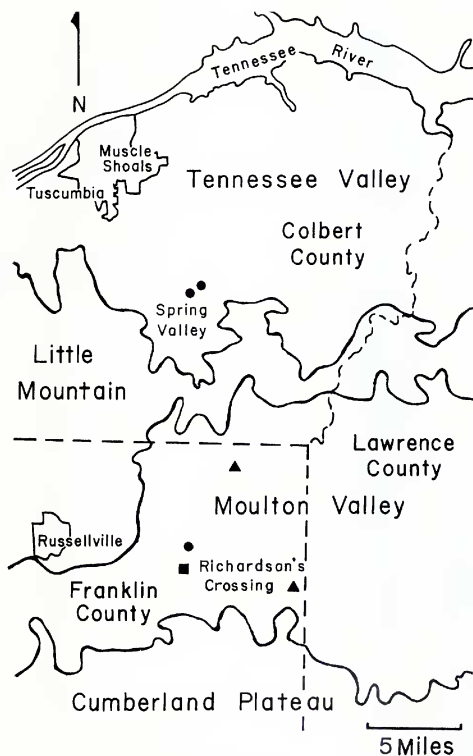 Tennessee River
N
Muscle
Shoals
Tuscumbia
Tennessee Valley
Colbert
County
Spring
Valley
Little
Mountain
Lawrence
County
Moulton Valley
Russellville
Richardson's
Crossing
Franklin
County
Cumberland Plateau
5 Miles